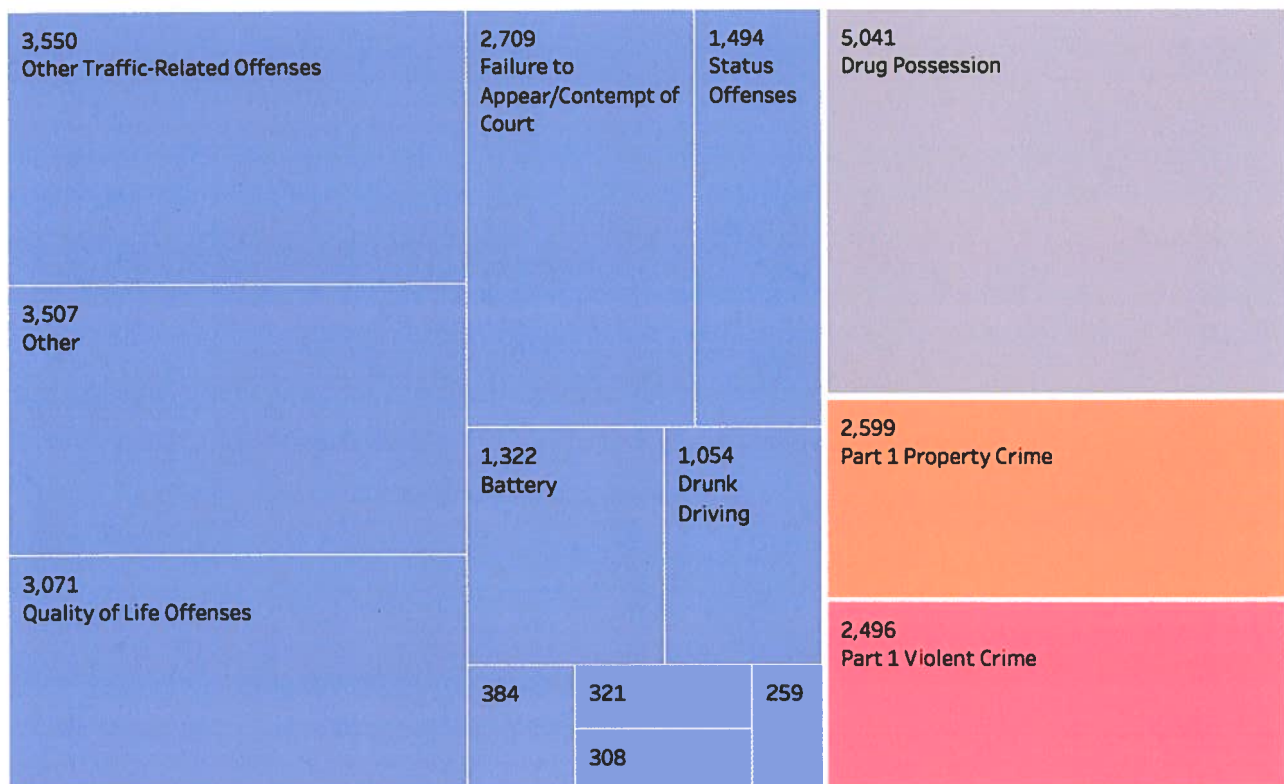 3,550
Other Traffic-Related Offenses
3,507
Other
3,071
Quality of Life Offenses
2,709
Failure to
Appear/Contempt of
Court
1,494
Status
Offenses
1,322
Battery
1,054
Drunk
Driving
384
321
308
259
5,041
Drug Possession
2,599
Part 1 Property Crime
2,496
Part 1 Violent Crime